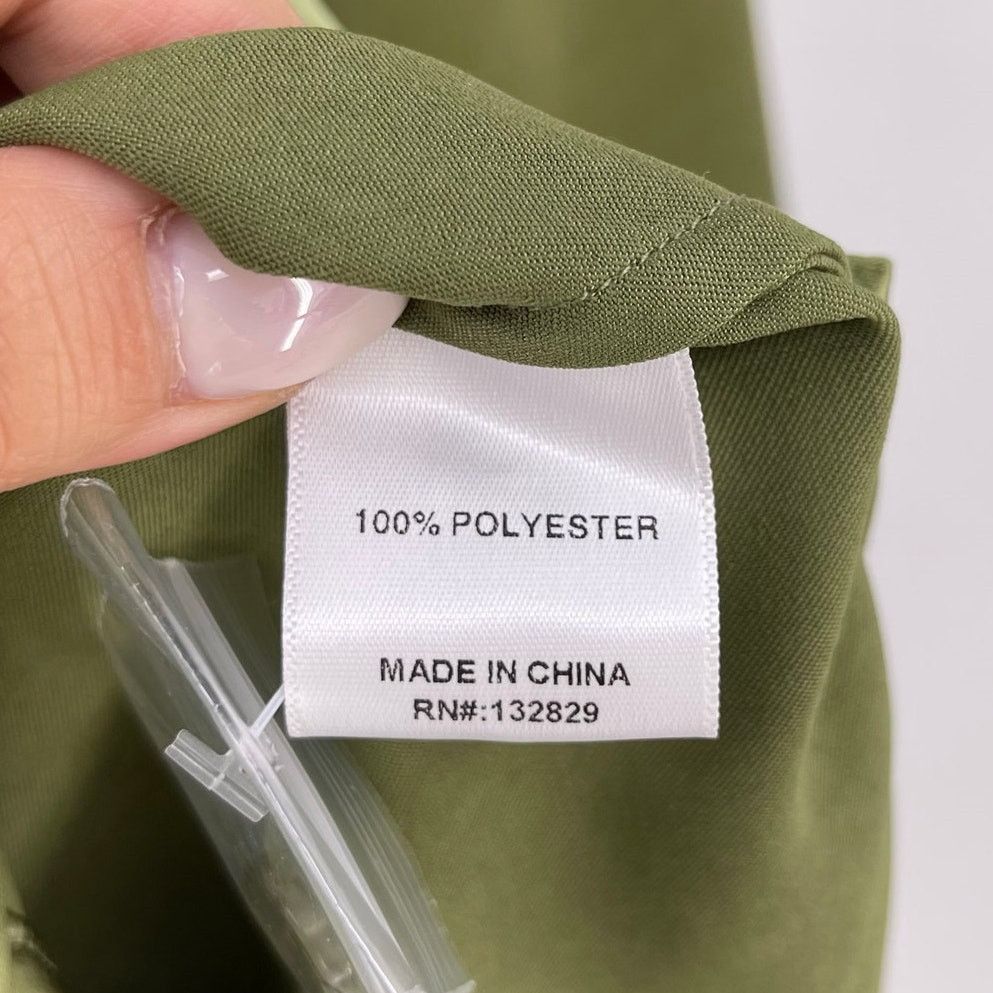 100% POLYESTER
MADE IN CHINA
RN#:132829